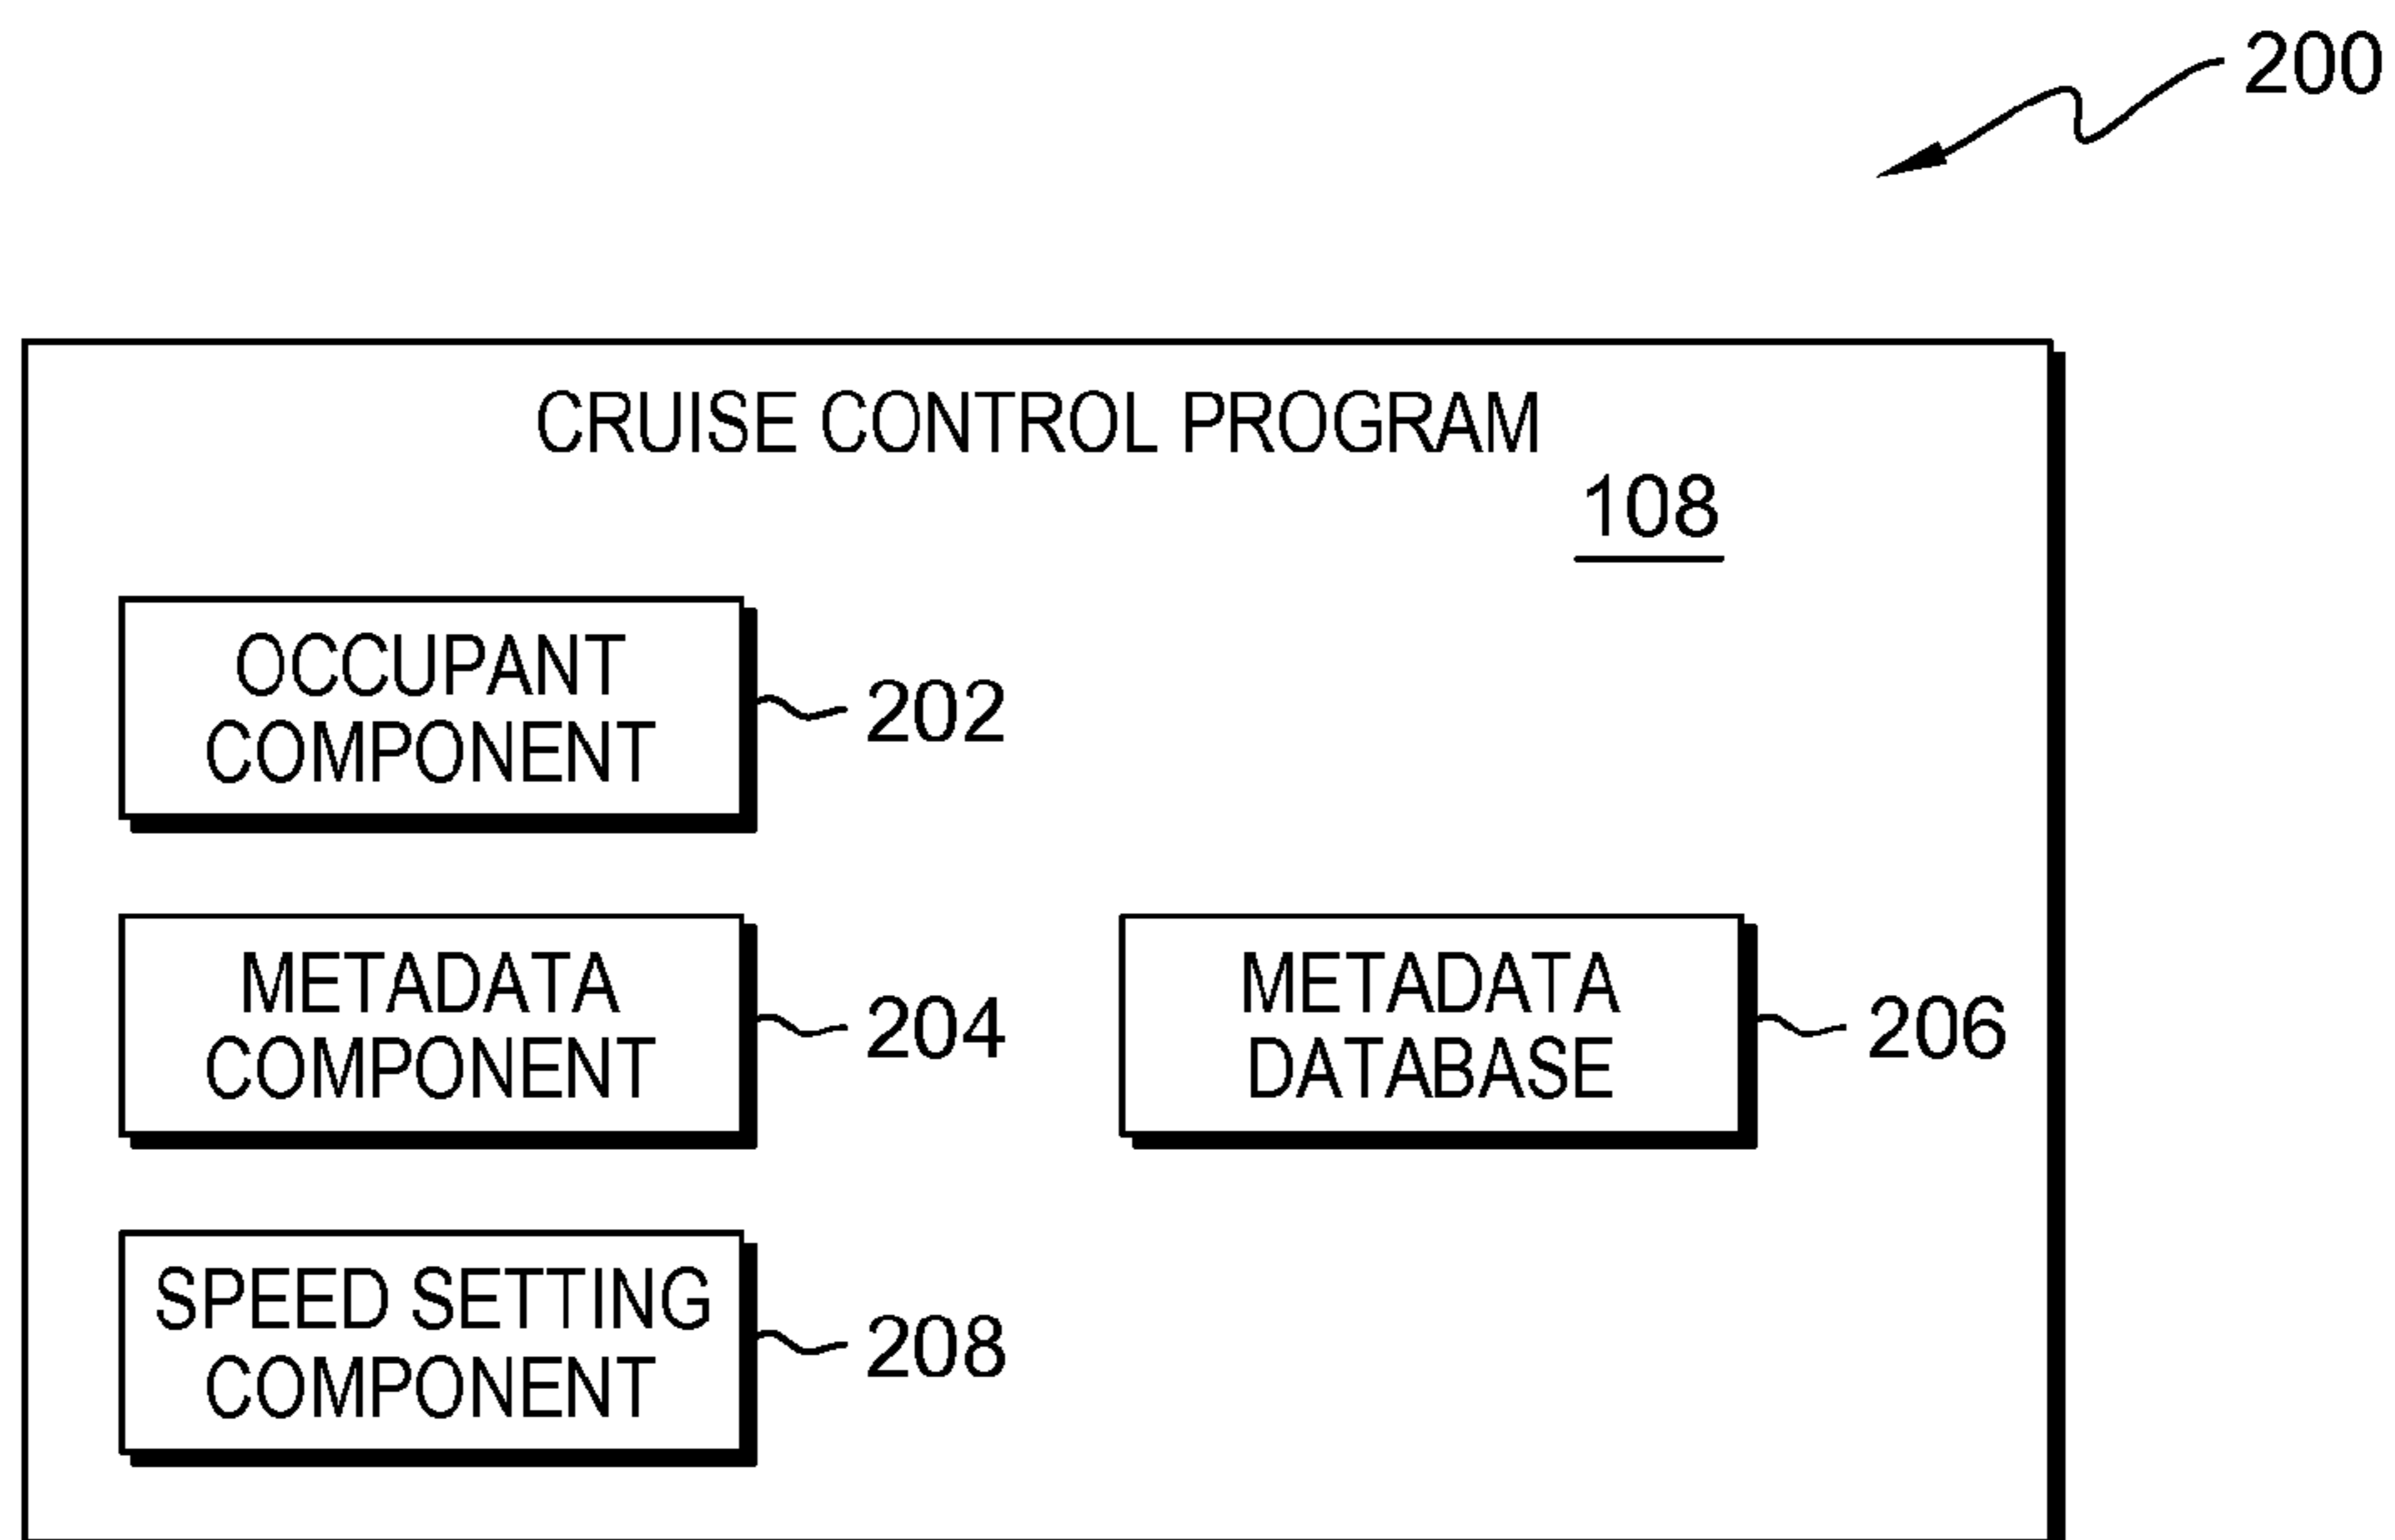 200
CRUISE CONTROL PROGRAM
108
OCCUPANT
COMPONENT
202
METADATA
COMPONENT
204
METADATA
DATABASE
206
SPEED SETTING
COMPONENT
208